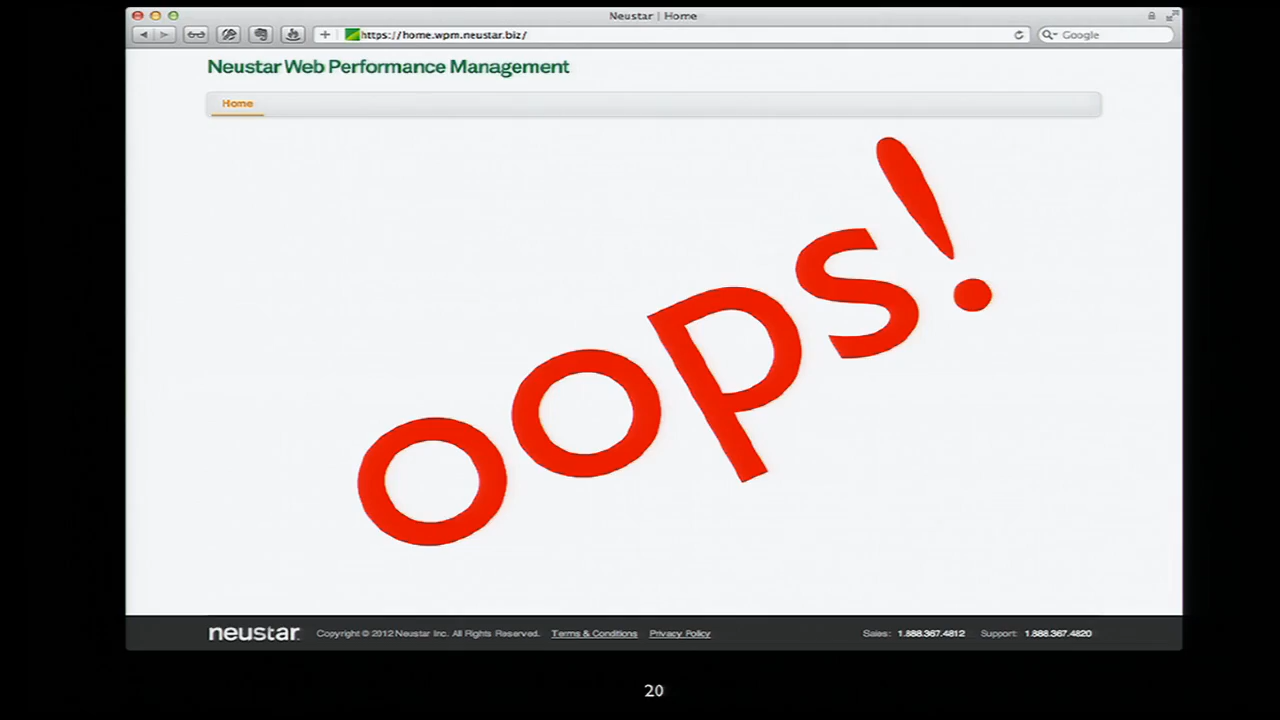 Neustar | Home
https://home.wpm.neustar.biz/
Google
Neustar Web Performance Management
Home
oops!
neustar
Copyright © 2012 Neustar Inc. All Rights Reserved. Terms & Conditions Privacy Policy
Sales: 1.888.367.4812 Support: 1.888.367.4820
20